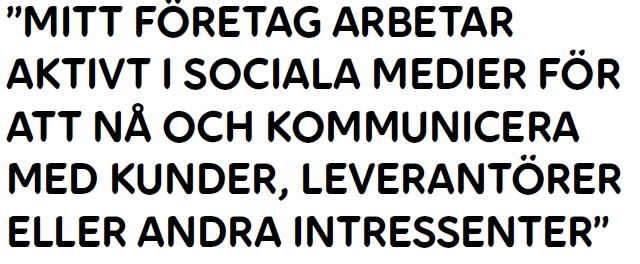 ”MITT FÖRETAG ARBETAR
AKTIVT I SOCIALA MEDIER FÖR
ATT NÅ OCH KOMMUNICERA
MED KUNDER, LEVERANTÖRER
ELLER ANDRA INTRESSENTER”